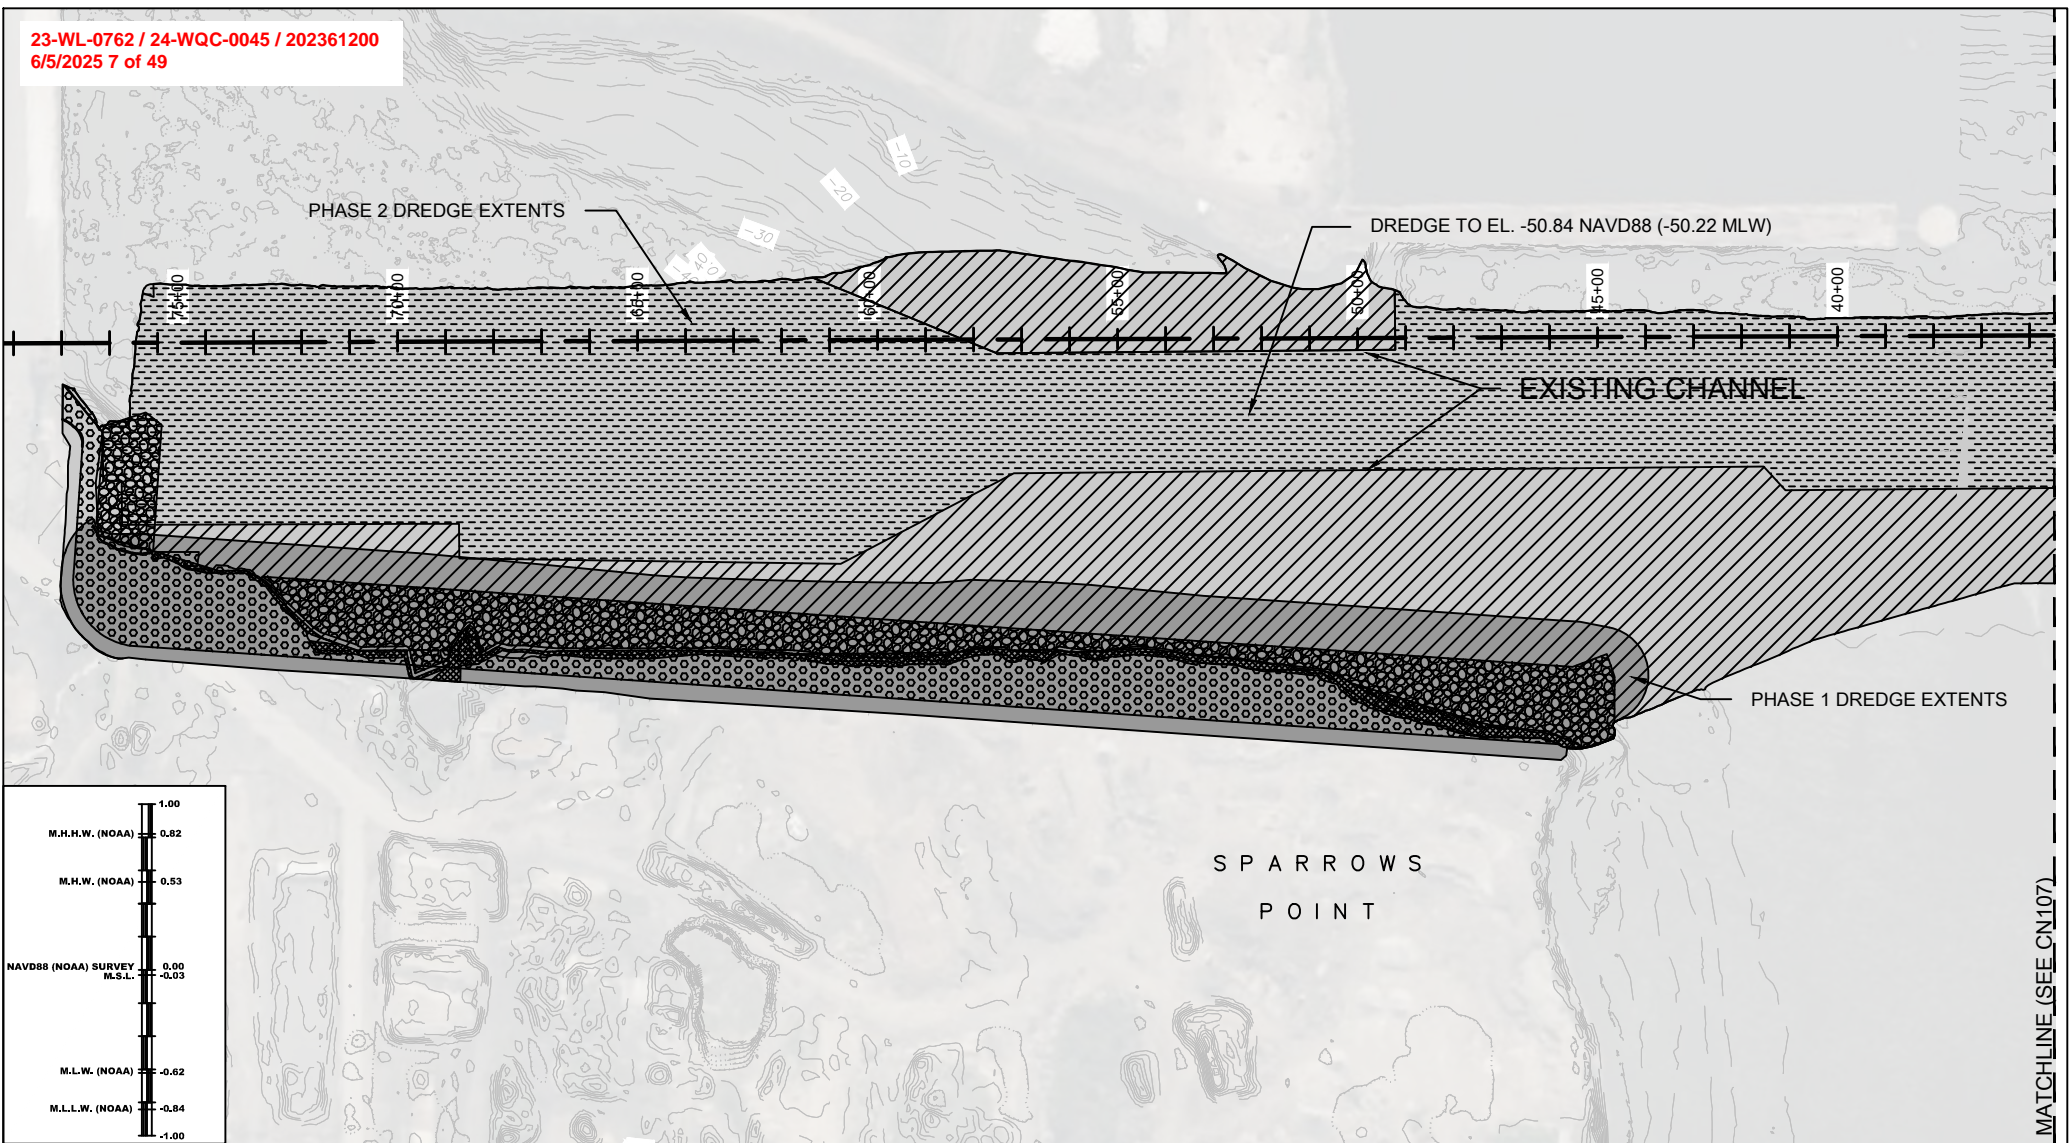 23-WL-0762 / 24-WQC-0045 / 202361200
6/5/2025 7 of 49
-10
-20
-30
PHASE 2 DREDGE EXTENTS
DREDGE TO EL. -50.84 NAVD88 (-50.22 MLW)
75+00
70+00
65+00
60+00
55+00
50+00
45+00
40+00
EXISTING CHANNEL
PHASE 1 DREDGE EXTENTS
SPARROWS
POINT
1.00
M.H.H.W. (NOAA) 0.82
M.H.W. (NOAA) 0.53
NAVD88 (NOAA) SURVEY 0.00
M.S.L. -0.03
M.L.W. (NOAA) -0.62
M.L.L.W. (NOAA) -0.84
-1.00
MATCHLINE (SEE CN107)